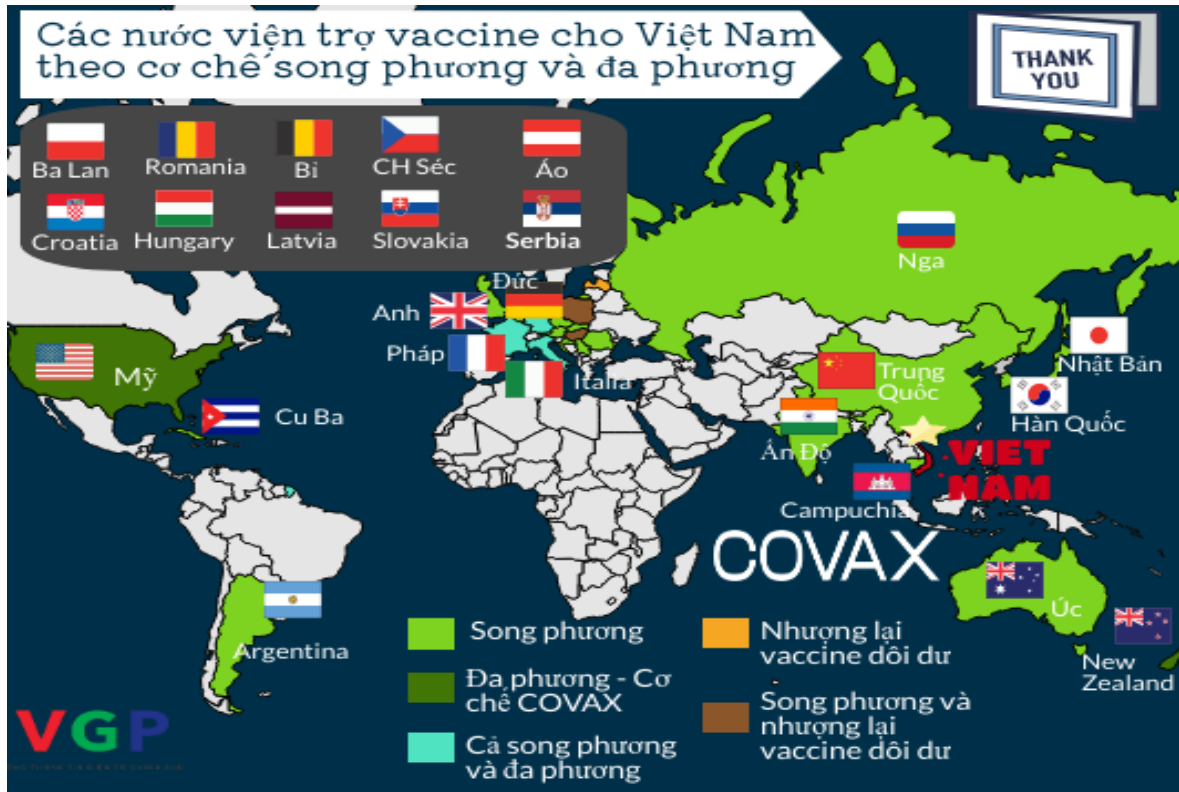 Các nước viện trợ vaccine cho Việt Nam
theo cơ chế song phương và đa phương
THANK
YOU
Ba Lan
Romania
Bỉ
CH Séc
Áo
Croatia
Hungary
Latvia
Slovakia
Serbia
Nga
Đức
Anh
Pháp
Italia
Mỹ
Cu Ba
Nhật Bản
Trung
Quốc
Hàn Quốc
Ấn Độ
VIET
NAM
Campuchia
COVAX
Úc
New
Zealand
Argentina
Song phương
Đa phương - Cơ
chế COVAX
Cả song phương
và đa phương
Nhượng lại
vaccine dôi dư
Song phương và
nhượng lại
vaccine dôi dư
VGP